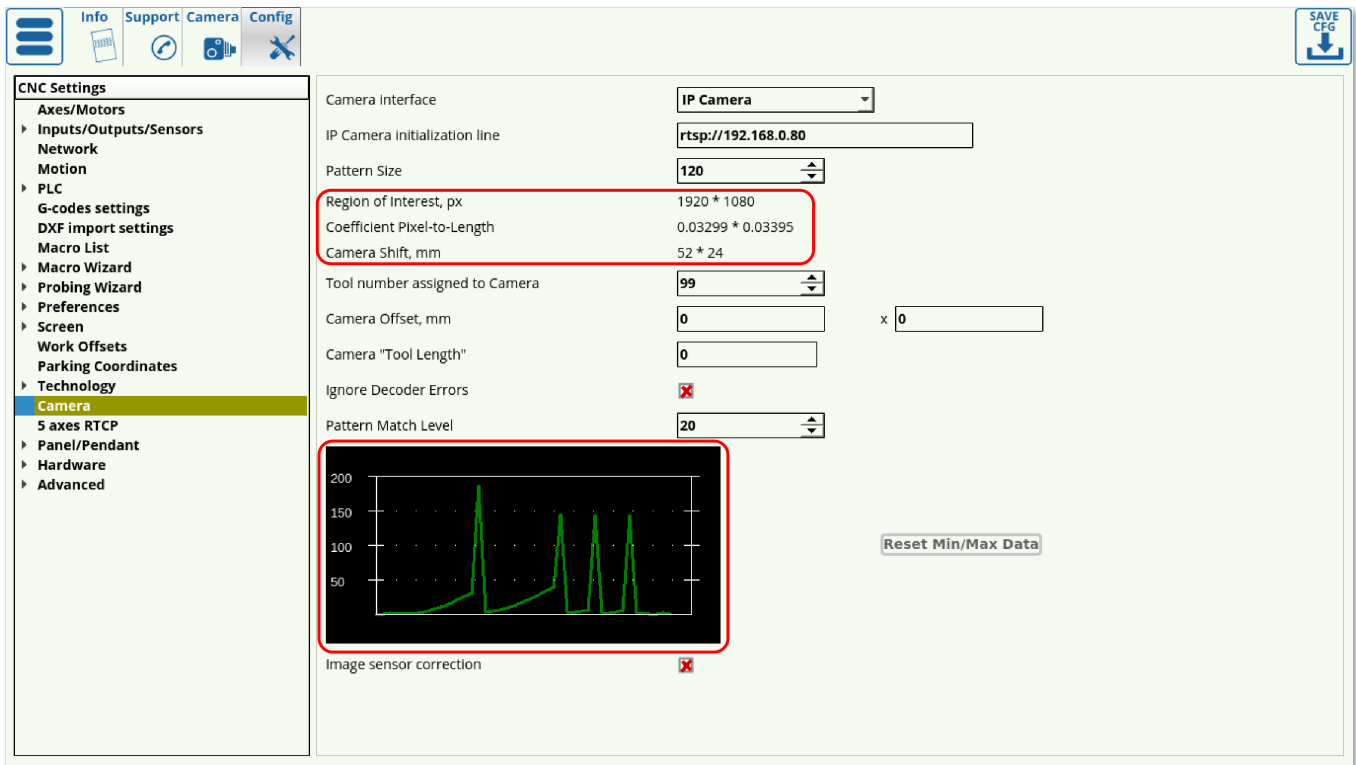 Info Support Camera Config
SAVE
CFG
CNC Settings
Axes/Motors
Inputs/Outputs/Sensors
Network
Motion
PLC
G-codes settings
DXF import settings
Macro List
Macro Wizard
Probing Wizard
Preferences
Screen
Work Offsets
Parking Coordinates
Technology
Camera
5 axes RTCP
Panel/Pendant
Hardware
Advanced
Camera interface IP Camera
IP Camera initialization line rtsp://192.168.0.80
Pattern Size 120
Region of Interest, px 1920 * 1080
Coefficient Pixel-to-Length 0.03299 * 0.03395
Camera Shift, mm 52 * 24
Tool number assigned to Camera 99
Camera Offset, mm 0 x 0
Camera "Tool Length" 0
Ignore Decoder Errors
Pattern Match Level 20
200
150
100
50
Reset Min/Max Data
Image sensor correction